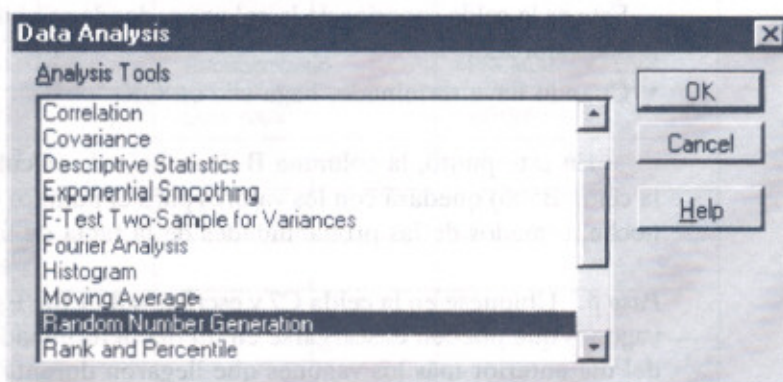 Data Analysis
Analysis Tools
Correlation
Covariance
Descriptive Statistics
Exponential Smoothing
F-Test Two-Sample for Variances
Fourier Analysis
Histogram
Moving Average
Random Number Generation
Rank and Percentile
OK
Cancel
Help